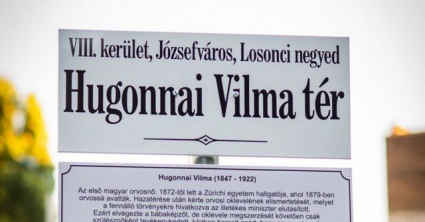 VIII. kerület, Józsefváros, Losonci negyed
Hugonnai Vilma tér
Hugonnai Vilma (1847 - 1922)
Az első magyar orvosnő. 1872-től lett a Zürichi egyetem hallgatója, ahol 1879-ben
orvossá avatták. Hazatérése után kérte orvosi oklevelének elismertetését, melyet
a fennálló törvényekre hivatkozva az illetékes miniszter elutasított.
Ezért elvégezte a bábaképzőt, de oklevele megszerzését követően csak
szülésznőként tevékenykedett,